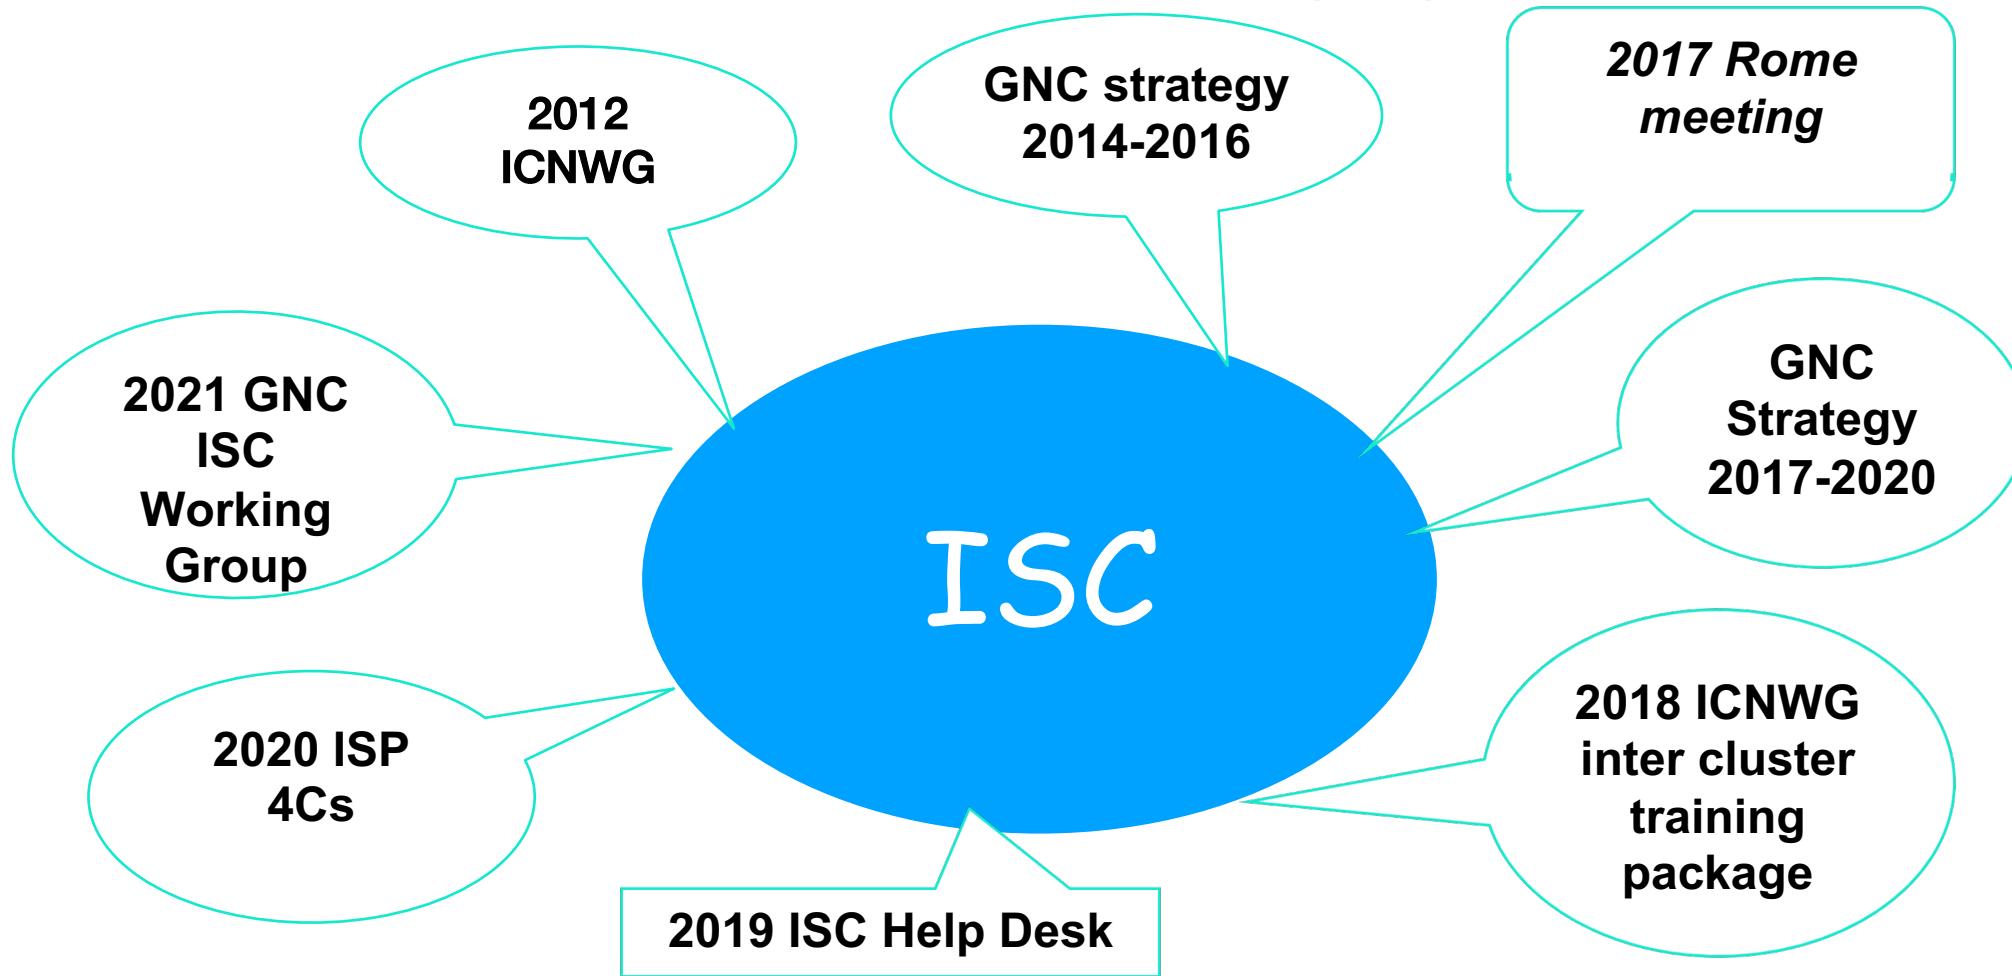 2012
ICNWG
GNC strategy
2014-2016
2017 Rome
meeting
GNC
Strategy
2017-2020
2018 ICNWG
inter cluster
training
package
2019 ISC Help Desk
2020 ISP
4Cs
2021 GNC
ISC
Working
Group
ISC